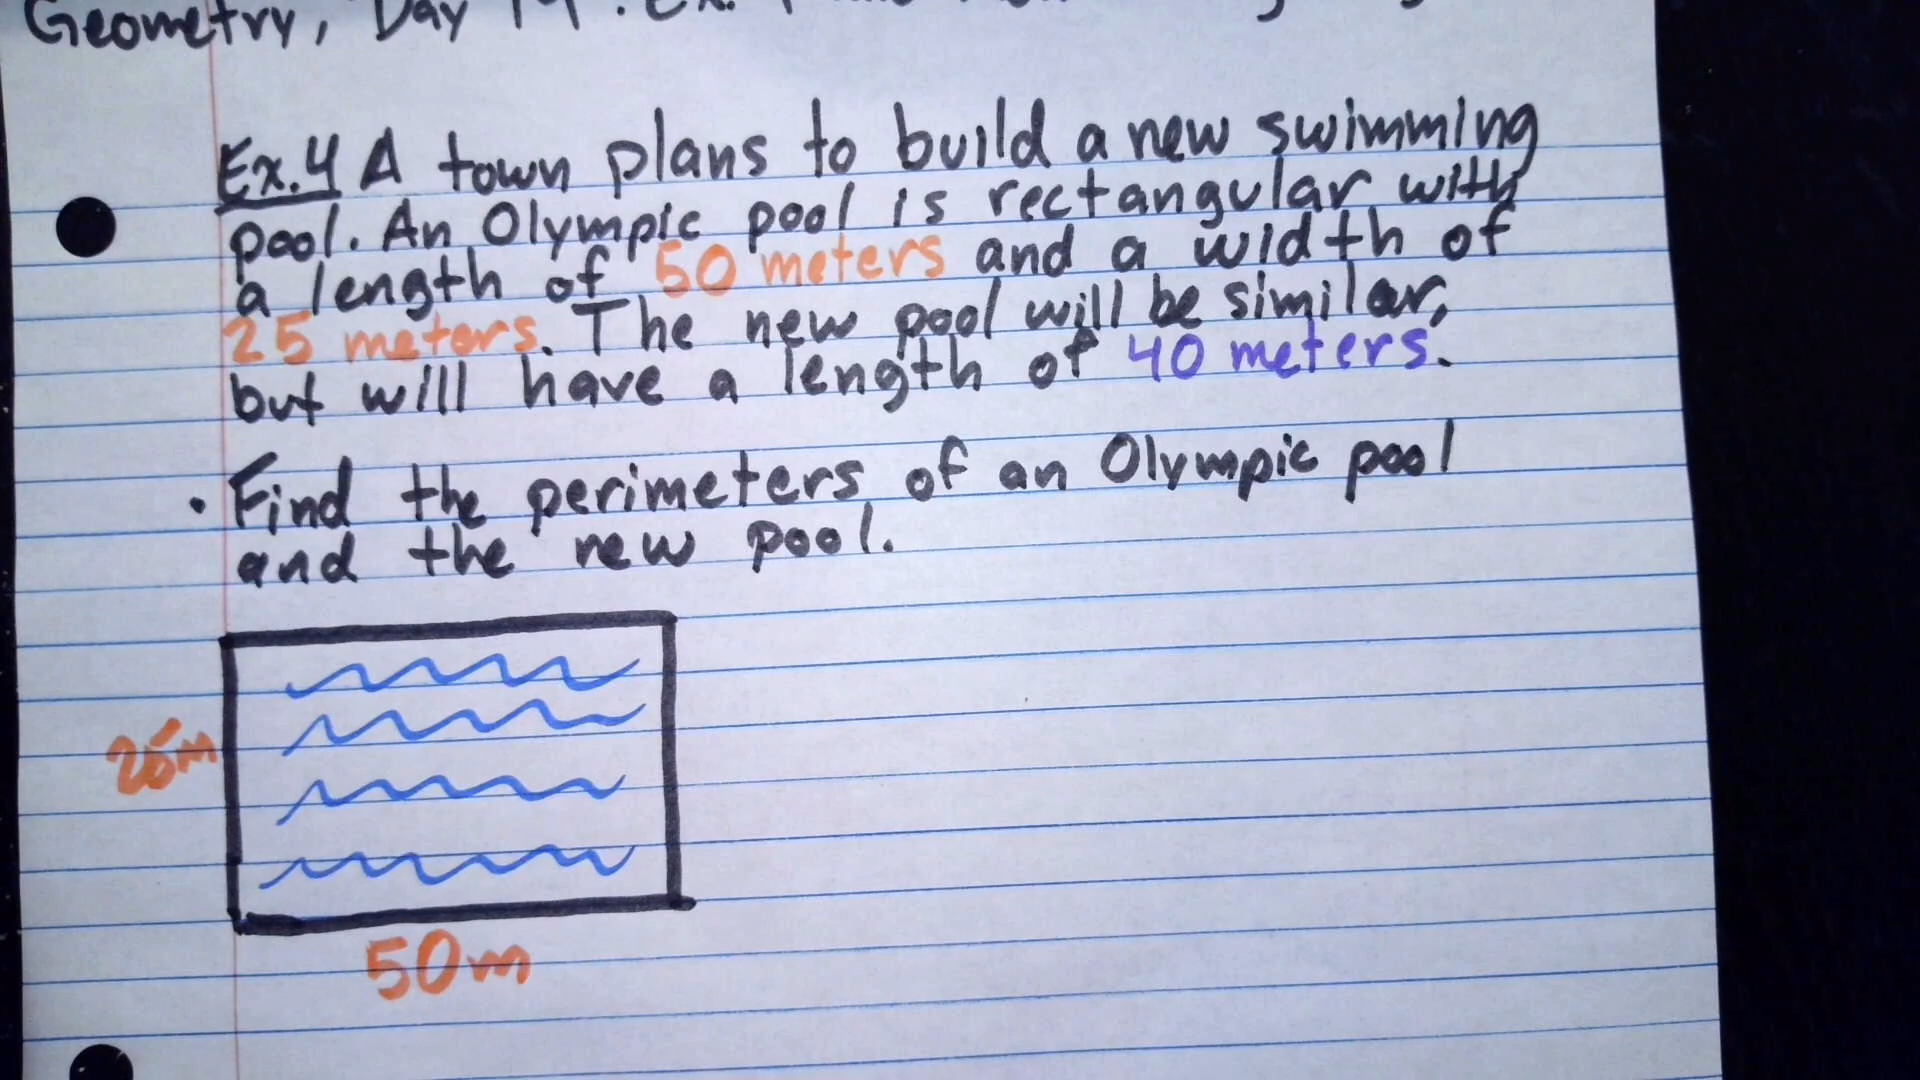 Geometry, Day
Ex.4 A town plans to build a new swimming
pool. An Olympic pool is rectangular with
a length of 50 meters and a width of
25 meters. The new pool will be similar,
but will have a length of 40 meters.
• Find the perimeters of an Olympic pool
and the new pool.
25m
50m